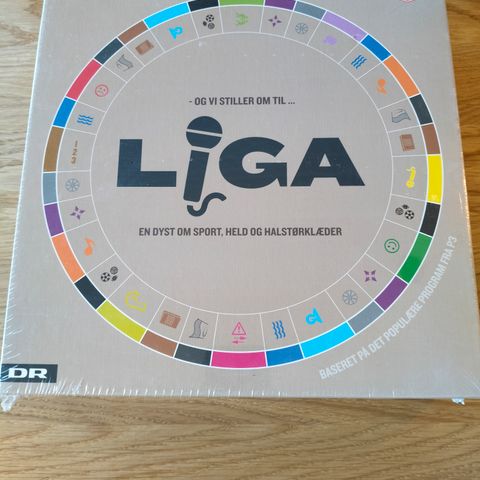 - OG VI STILLER OM TIL ...
LiGA
EN DYST OM SPORT, HELD OG HALSTØRKLÆDER
BASERET PÅ DET POPULÆRE PROGRAM FRA P3
DR